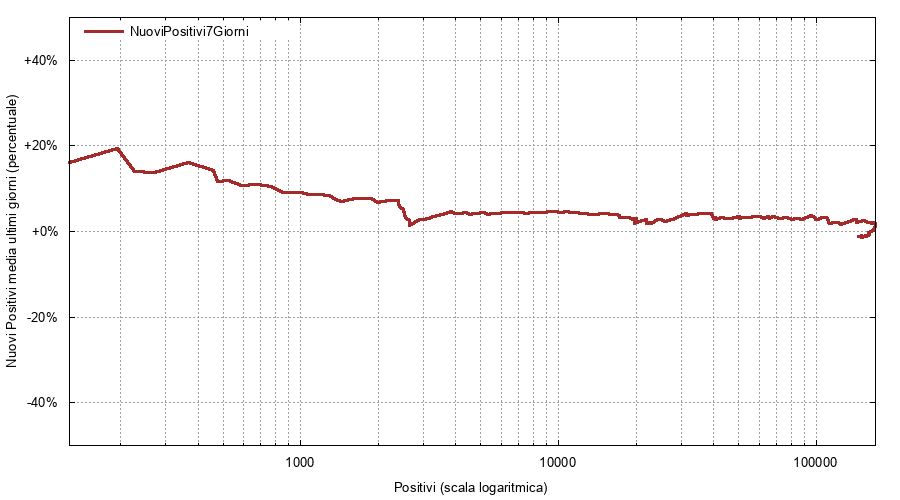 NuoviPositivi7Giorni
+40%
+20%
+0%
-20%
-40%
Nuovi Positivi media ultimi giorni (percentuale)
1000 10000 100000
Positivi (scala logaritmica)